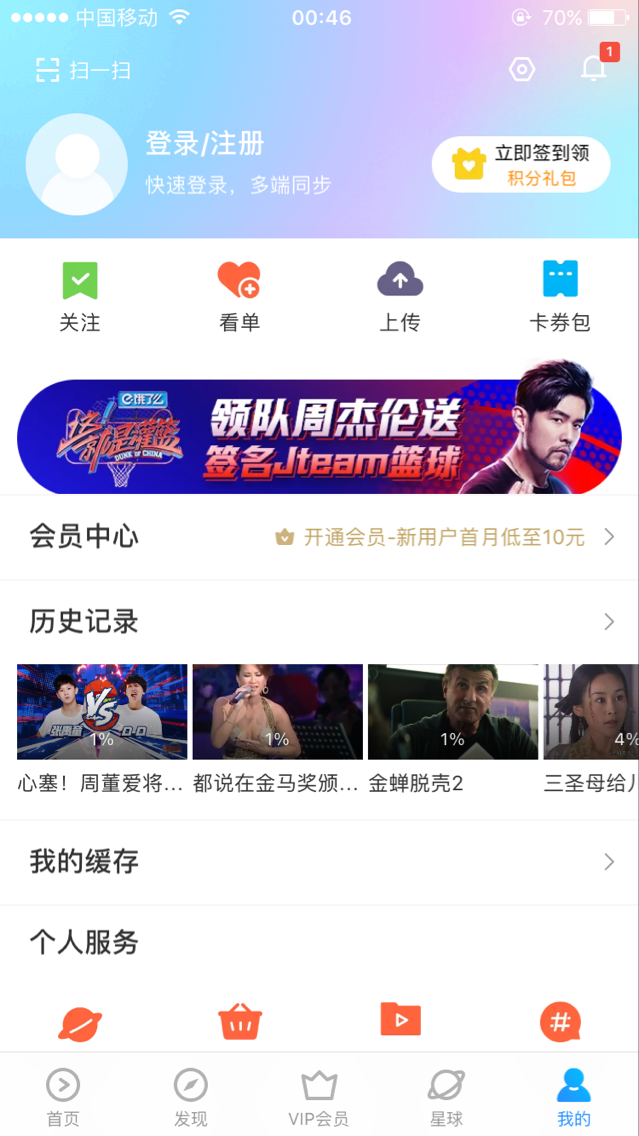 中国移动
00:46
70%
扫一扫
1
登录/注册
快速登录，多端同步
立即签到领
积分礼包
关注
看单
上传
卡券包
e饿了么
这!就是灌篮
DUNK OF CHINA
领队周杰伦送
签名Jteam篮球
会员中心
开通会员-新用户首月低至10元
历史记录
VS
张禹童
1%
1%
1%
4%
心塞！周董爱将...
都说在金马奖颁...
金蝉脱壳2
三圣母给儿
我的缓存
个人服务
首页
发现
VIP会员
星球
我的